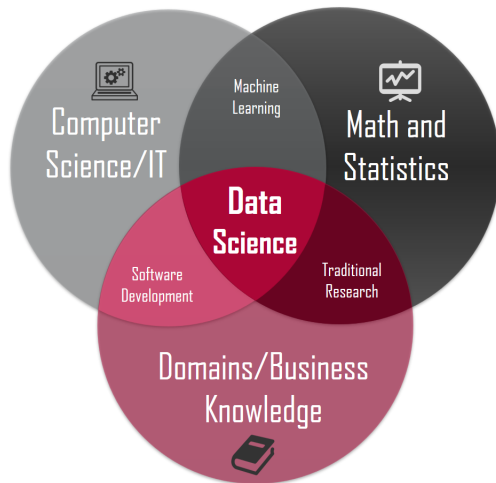 Machine
Learning
Computer
Science/IT
Math and
Statistics
Data
Science
Software
Development
Traditional
Research
Domains/Business
Knowledge